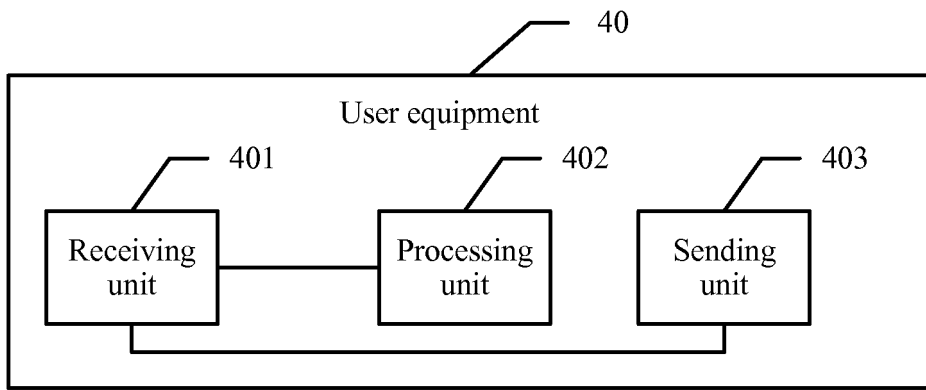 40
User equipment
401
402
403
Receiving
unit
Processing
unit
Sending
unit